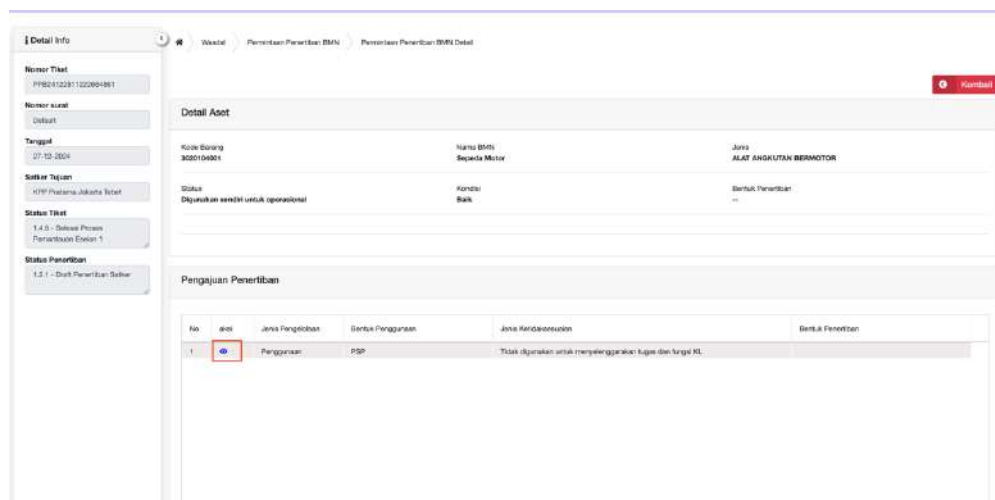 Detail Info
Wasdal
Permintaan Penertiban BMN
Permintaan Penertiban BMN Detail
Kembali
Nomor Tiket
Nomor surat
Default
Tanggal
27-12-2024
Satker Tujuan
KPP Pratama Jakarta Tebet
Status Tiket
1.4.5 - Selesai Proses
Pemantauan Eselon 1
Status Penertiban
1.2.1 - Draft Penertiban Satker
Detail Aset
Kode Barang
Nama BMN
Jenis
3020104001
Sepeda Motor
ALAT ANGKUTAN BERMOTOR
Status
Kondisi
Bentuk Penertiban
Digunakan sendiri untuk operasional
Baik
--
Pengajuan Penertiban
No
aksi
Jenis Pengelolaan
Bentuk Penggunaan
Jenis Ketidaksesuaian
Bentuk Penertiban
1
Penggunaan
PSP
Tidak digunakan untuk menyelenggarakan tugas dan fungsi KL